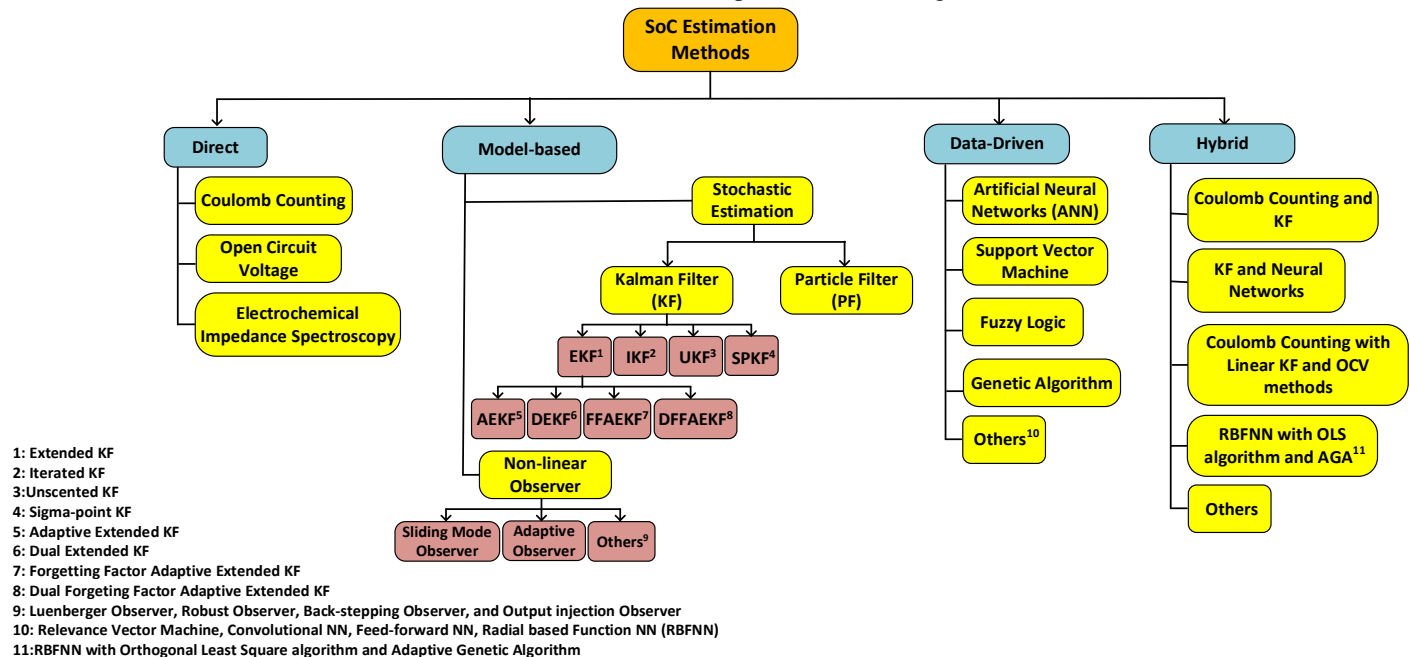 SoC Estimation
Methods
Direct
Model-based
Data-Driven
Hybrid
Coulomb Counting
Open Circuit
Voltage
Electrochemical
Impedance Spectroscopy
Stochastic
Estimation
Kalman Filter
(KF)
Particle Filter
(PF)
EKF¹
IKF²
UKF³
SPKF⁴
AEKF⁵
DEKF⁶
FFAEKF⁷
DFFAEKF⁸
Non-linear
Observer
Sliding Mode
Observer
Adaptive
Observer
Others⁹
Artificial Neural
Networks (ANN)
Support Vector
Machine
Fuzzy Logic
Genetic Algorithm
Others¹⁰
Coulomb Counting and
KF
KF and Neural
Networks
Coulomb Counting with
Linear KF and OCV
methods
RBFNN with OLS
algorithm and AGA¹¹
Others
1: Extended KF
2: Iterated KF
3:Unscented KF
4: Sigma-point KF
5: Adaptive Extended KF
6: Dual Extended KF
7: Forgetting Factor Adaptive Extended KF
8: Dual Forgeting Factor Adaptive Extended KF
9: Luenberger Observer, Robust Observer, Back-stepping Observer, and Output injection Observer
10: Relevance Vector Machine, Convolutional NN, Feed-forward NN, Radial based Function NN (RBFNN)
11:RBFNN with Orthogonal Least Square algorithm and Adaptive Genetic Algorithm